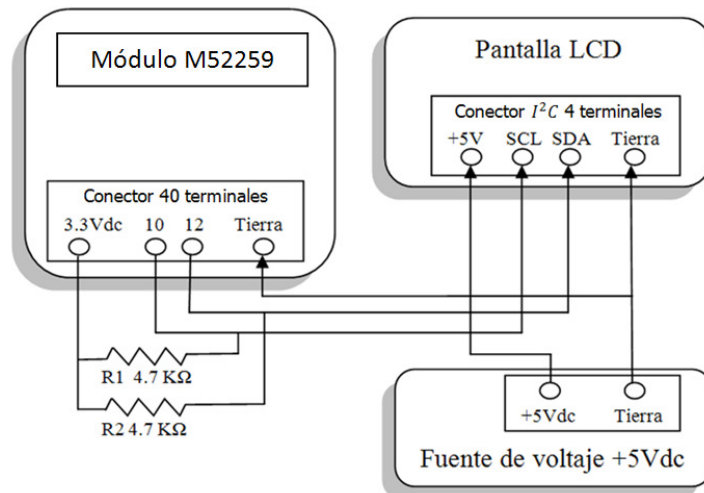 Módulo M52259
Conector 40 terminales
3.3Vdc 10 12 Tierra
R1 4.7 KΩ
R2 4.7 KΩ
Pantalla LCD
Conector I²C 4 terminales
+5V SCL SDA Tierra
+5Vdc Tierra
Fuente de voltaje +5Vdc